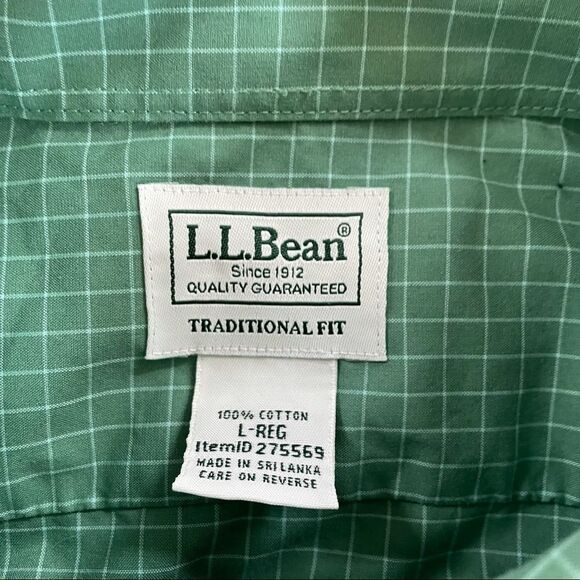 L.L.Bean®
Since 1912
QUALITY GUARANTEED
TRADITIONAL FIT
100% COTTON
L-REG
ItemID 275569
MADE IN SRI LANKA
CARE ON REVERSE